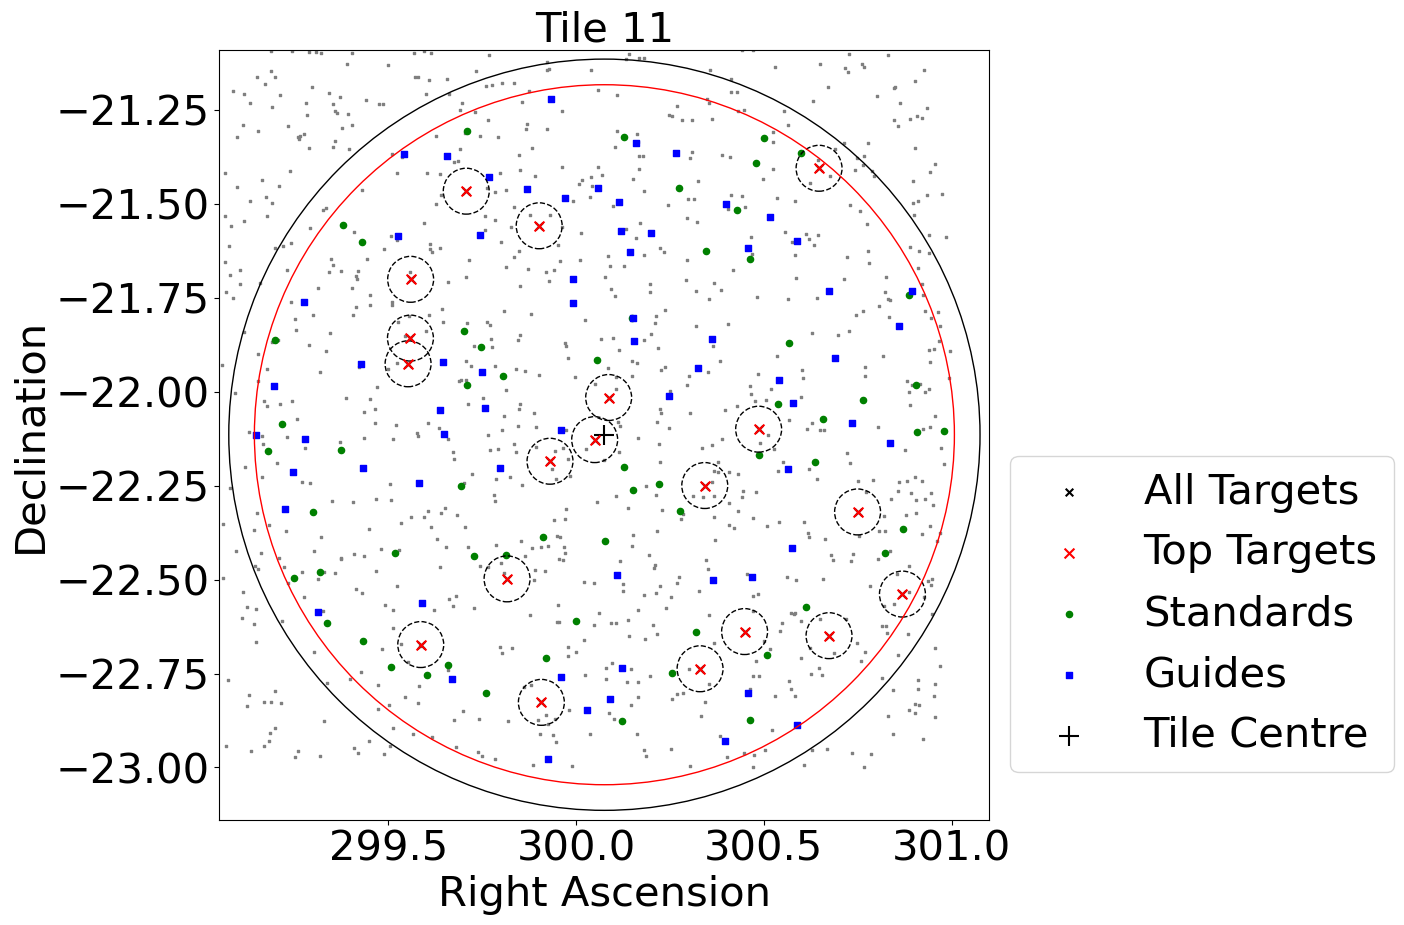 Tile 11
−21.25
−21.50
−21.75
−22.00
−22.25
−22.50
−22.75
−23.00
Declination
299.5 300.0 300.5 301.0
Right Ascension
All Targets
Top Targets
Standards
Guides
Tile Centre